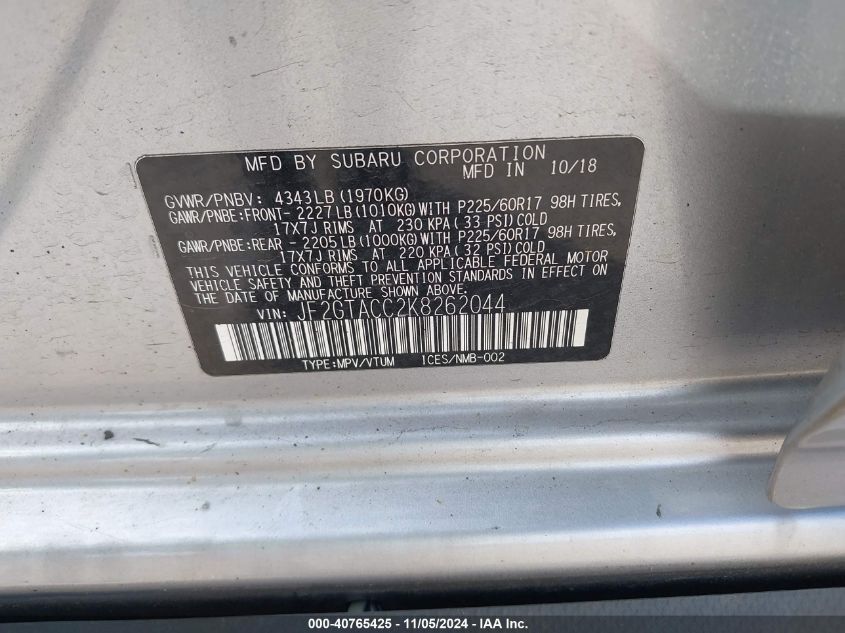 MFD BY SUBARU CORPORATION
MFD IN 10/18
GVWR/PNBV: 4343LB(1970KG)
GAWR/PNBE:FRONT- 2227LB(1010KG)WITH P225/60R17 98H TIRES,
17X7J RIMS AT 230 KPA(33 PSI)COLD
GAWR/PNBE:REAR - 2205LB(1000KG)WITH P225/60R17 98H TIRES,
17X7J RIMS AT 220 KPA(32 PSI)COLD
THIS VEHICLE CONFORMS TO ALL APPLICABLE FEDERAL MOTOR
VEHICLE SAFETY AND THEFT PREVENTION STANDARDS IN EFFECT ON
THE DATE OF MANUFACTURE SHOWN ABOVE.
VIN: JF2GTACC2K8262044
TYPE:MPV/VTUM ICES/NMB-002
000-40765425 - 11/05/2024 - © IAA, Inc.